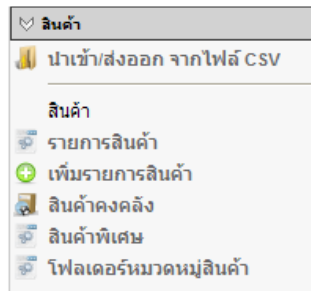 สินค้า
นำเข้า/ส่งออก จากไฟล์ CSV
สินค้า
รายการสินค้า
เพิ่มรายการสินค้า
สินค้าคงคลัง
สินค้าพิเศษ
โฟลเดอร์หมวดหมู่สินค้า